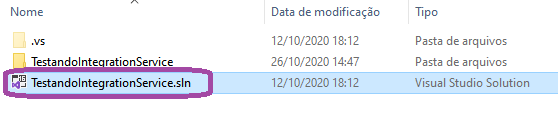 Nome Data de modificação Tipo
.vs 12/10/2020 18:12 Pasta de arquivos
TestandoIntegrationService 26/10/2020 14:47 Pasta de arquivos
TestandoIntegrationService.sln 12/10/2020 18:12 Visual Studio Solution